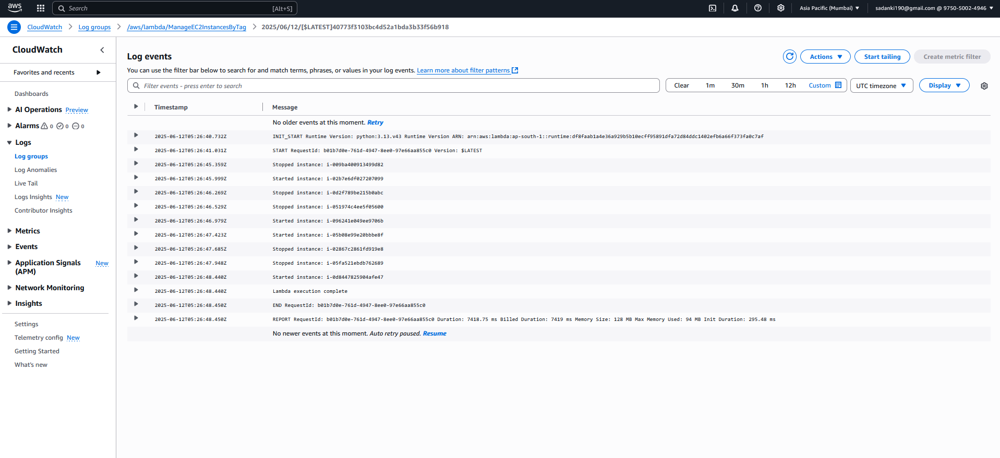 aws
Search [Alt+S]
Asia Pacific (Mumbai)
sadanki190@gmail.com @ 9750-5002-4946
CloudWatch
Log groups
/aws/lambda/ManageEC2InstancesByTag
2025/06/12/[$LATEST]40773f3103bc4d52a1bda3b33f56b918
CloudWatch
Favorites and recents
Dashboards
AI Operations Preview
Alarms 0 0 0
Logs
Log groups
Log Anomalies
Live Tail
Logs Insights New
Contributor Insights
Metrics
Events
Application Signals New
(APM)
Network Monitoring
Insights
Settings
Telemetry config New
Getting Started
What's new
Log events
Actions
Start tailing
Create metric filter
You can use the filter bar below to search for and match terms, phrases, or values in your log events. Learn more about filter patterns
Filter events - press enter to search
Clear 1m 30m 1h 12h Custom
UTC timezone
Display
Timestamp Message
No older events at this moment. Retry
2025-06-12T05:26:40.732Z INIT_START Runtime Version: python:3.13.v43 Runtime Version ARN: arn:aws:lambda:ap-south-1::runtime:df8faab1a4e36a929b5b10ecff95891dfa72d84ddc1402efb6a66f373fa0c7af
2025-06-12T05:26:41.031Z START RequestId: b01b7d0e-761d-4947-8ee0-97e66aa855c0 Version: $LATEST
2025-06-12T05:26:45.359Z Stopped instance: i-009ba400913499d82
2025-06-12T05:26:45.999Z Started instance: i-02b7e6df027207099
2025-06-12T05:26:46.269Z Stopped instance: i-0d2f789be215b0abc
2025-06-12T05:26:46.529Z Stopped instance: i-051974c4ee5f05600
2025-06-12T05:26:46.979Z Started instance: i-096241e049ee9706b
2025-06-12T05:26:47.423Z Started instance: i-05b08e99e20bbbe8f
2025-06-12T05:26:47.685Z Stopped instance: i-02867c2861fd919e8
2025-06-12T05:26:47.948Z Stopped instance: i-05fa521ebdb762689
2025-06-12T05:26:48.440Z Started instance: i-0d8447825904afe47
2025-06-12T05:26:48.440Z Lambda execution complete
2025-06-12T05:26:48.450Z END RequestId: b01b7d0e-761d-4947-8ee0-97e66aa855c0
2025-06-12T05:26:48.450Z REPORT RequestId: b01b7d0e-761d-4947-8ee0-97e66aa855c0 Duration: 7418.75 ms Billed Duration: 7419 ms Memory Size: 128 MB Max Memory Used: 94 MB Init Duration: 295.48 ms
No newer events at this moment. Auto retry paused. Resume